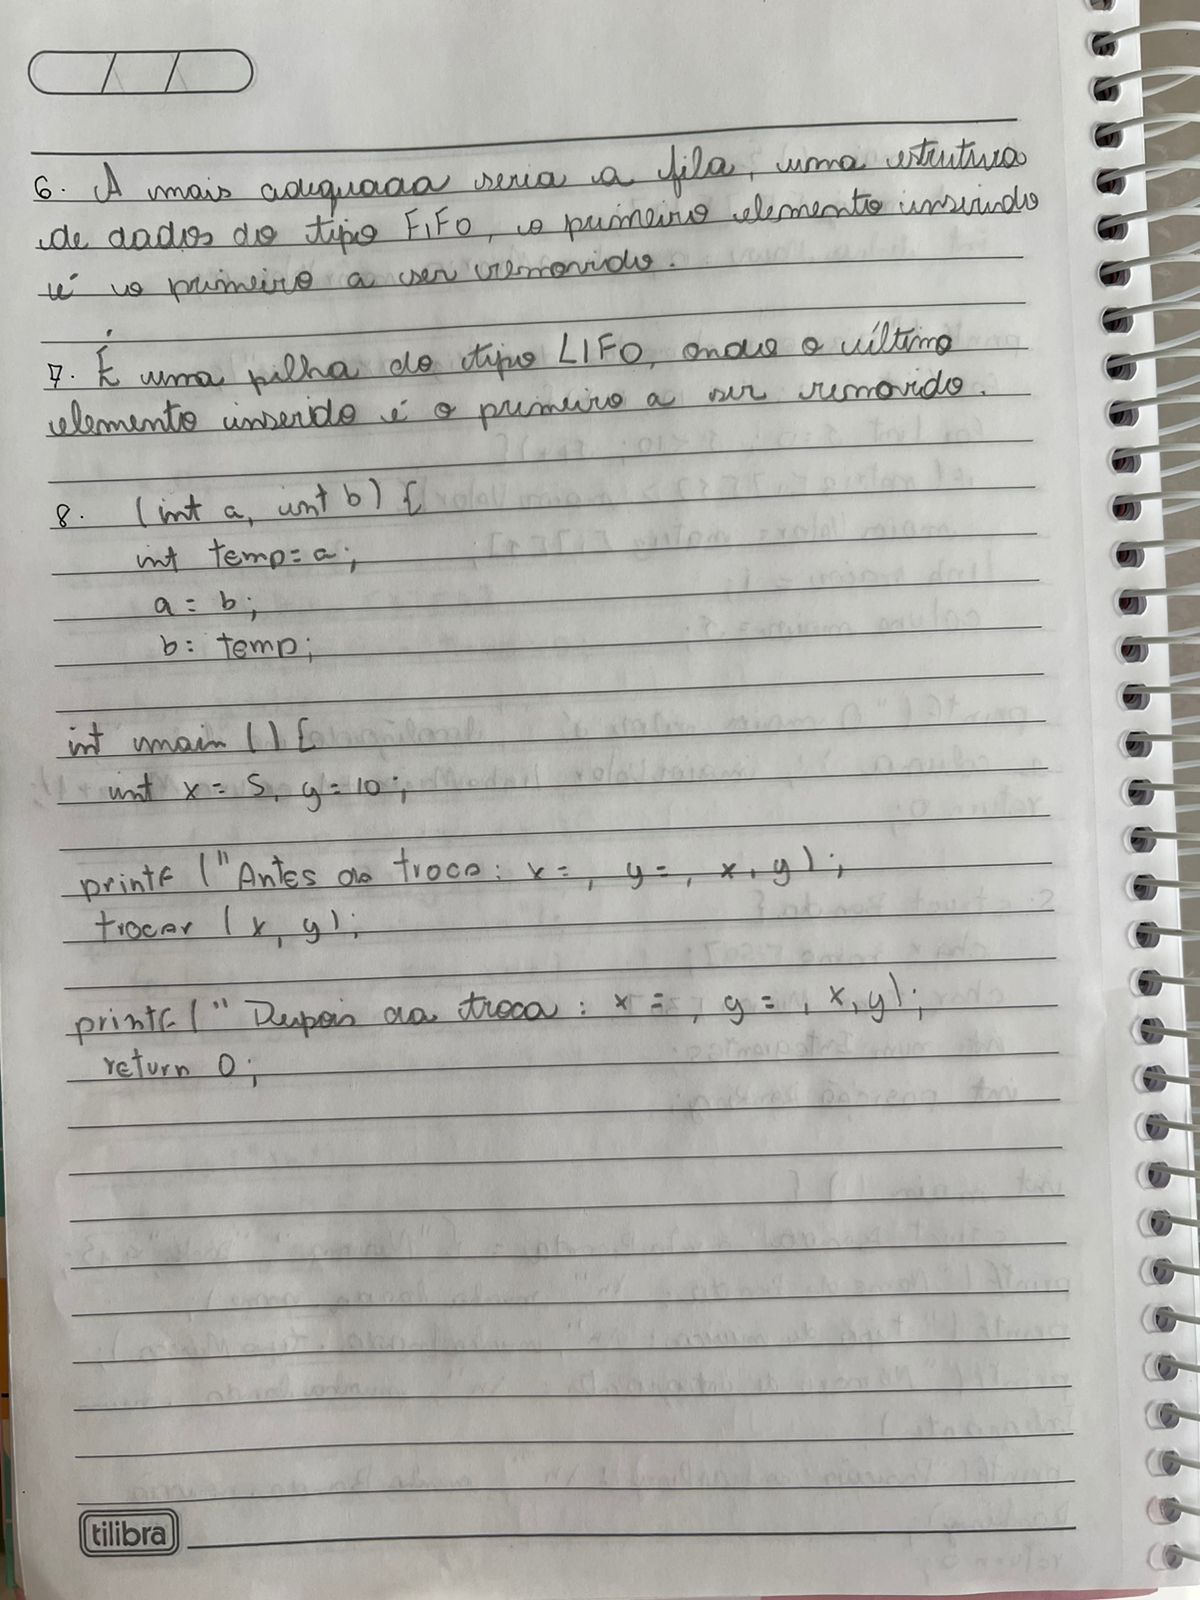 6. A mais adequada seria a fila, uma estrutura
de dados do tipo FIFO, o primeiro elemento inserido
é o primeiro a ser removido.
7. É uma pilha do tipo LIFO, onde o último
elemento inserido é o primeiro a ser removido.
8. (int a, int b) {
int temp = a;
a = b;
b = temp;
int main () {
int x = 5, y = 10;
printf ("Antes da troca: x = , y = , x, y);
trocar (x, y);
printf (" Depois da troca : x = , y = , x, y);
return 0;
tilibra